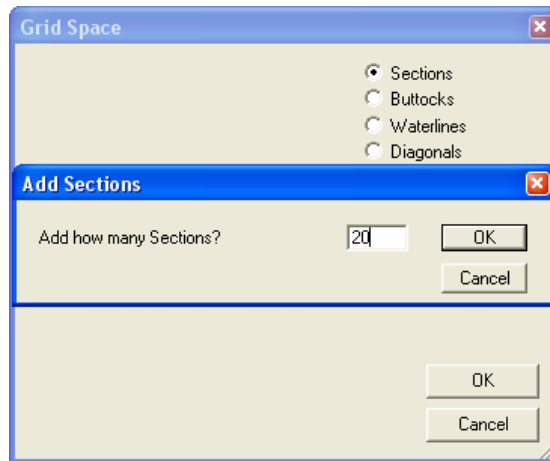 Grid Space
Sections
Buttocks
Waterlines
Diagonals
Add Sections
Add how many Sections? 20 OK
Cancel
OK
Cancel